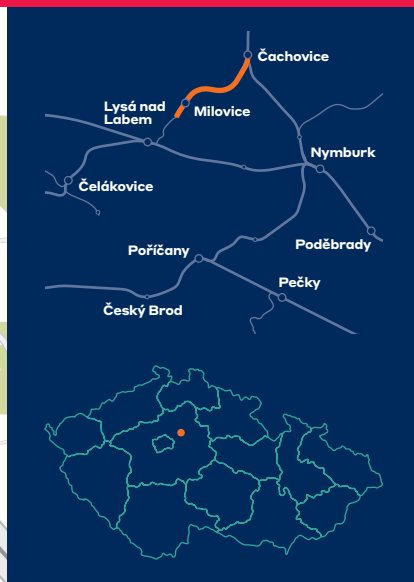 Čachovice
Lysá nad
Labem
Milovice
Nymburk
Čelákovice
Poříčany
Poděbrady
Pečky
Český Brod